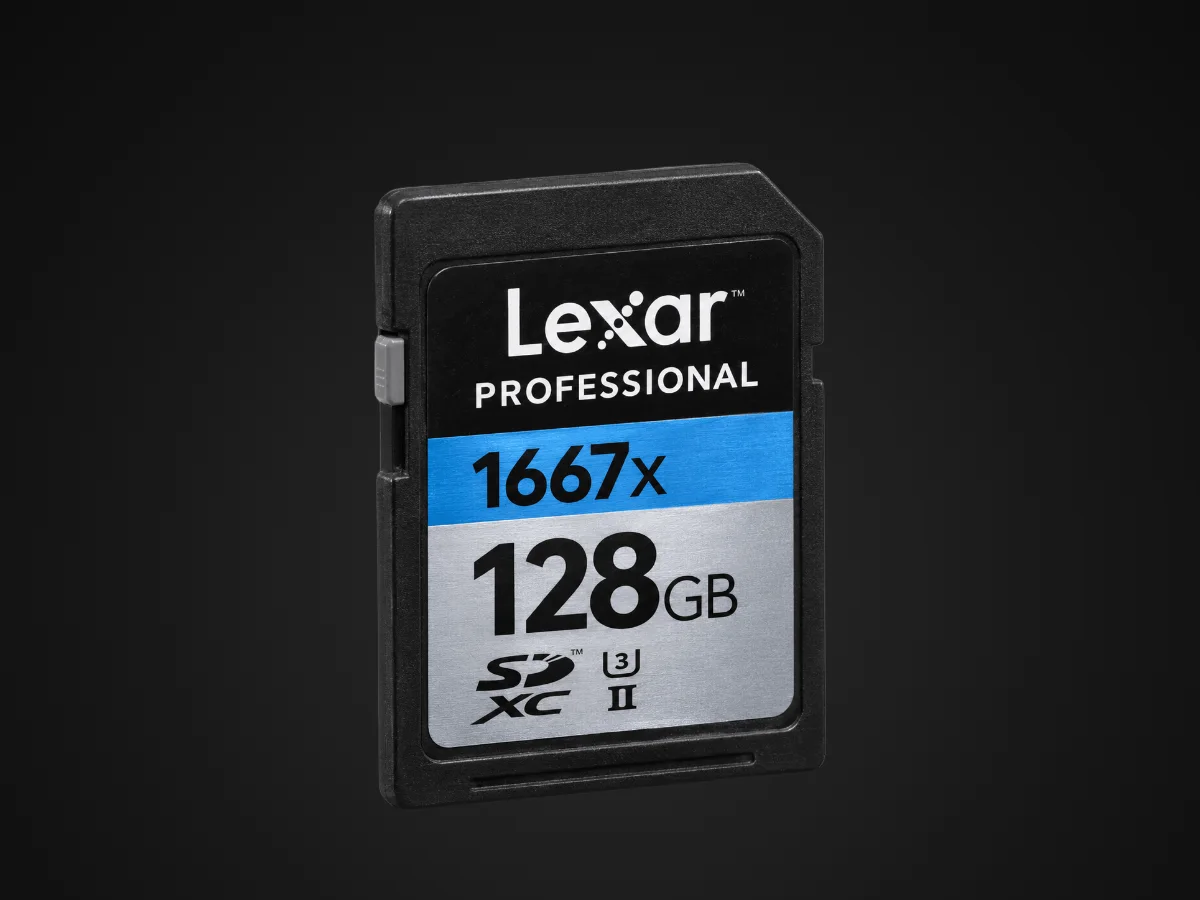 Lexar™
PROFESSIONAL
1667x
128GB
SD™ 3
XC II